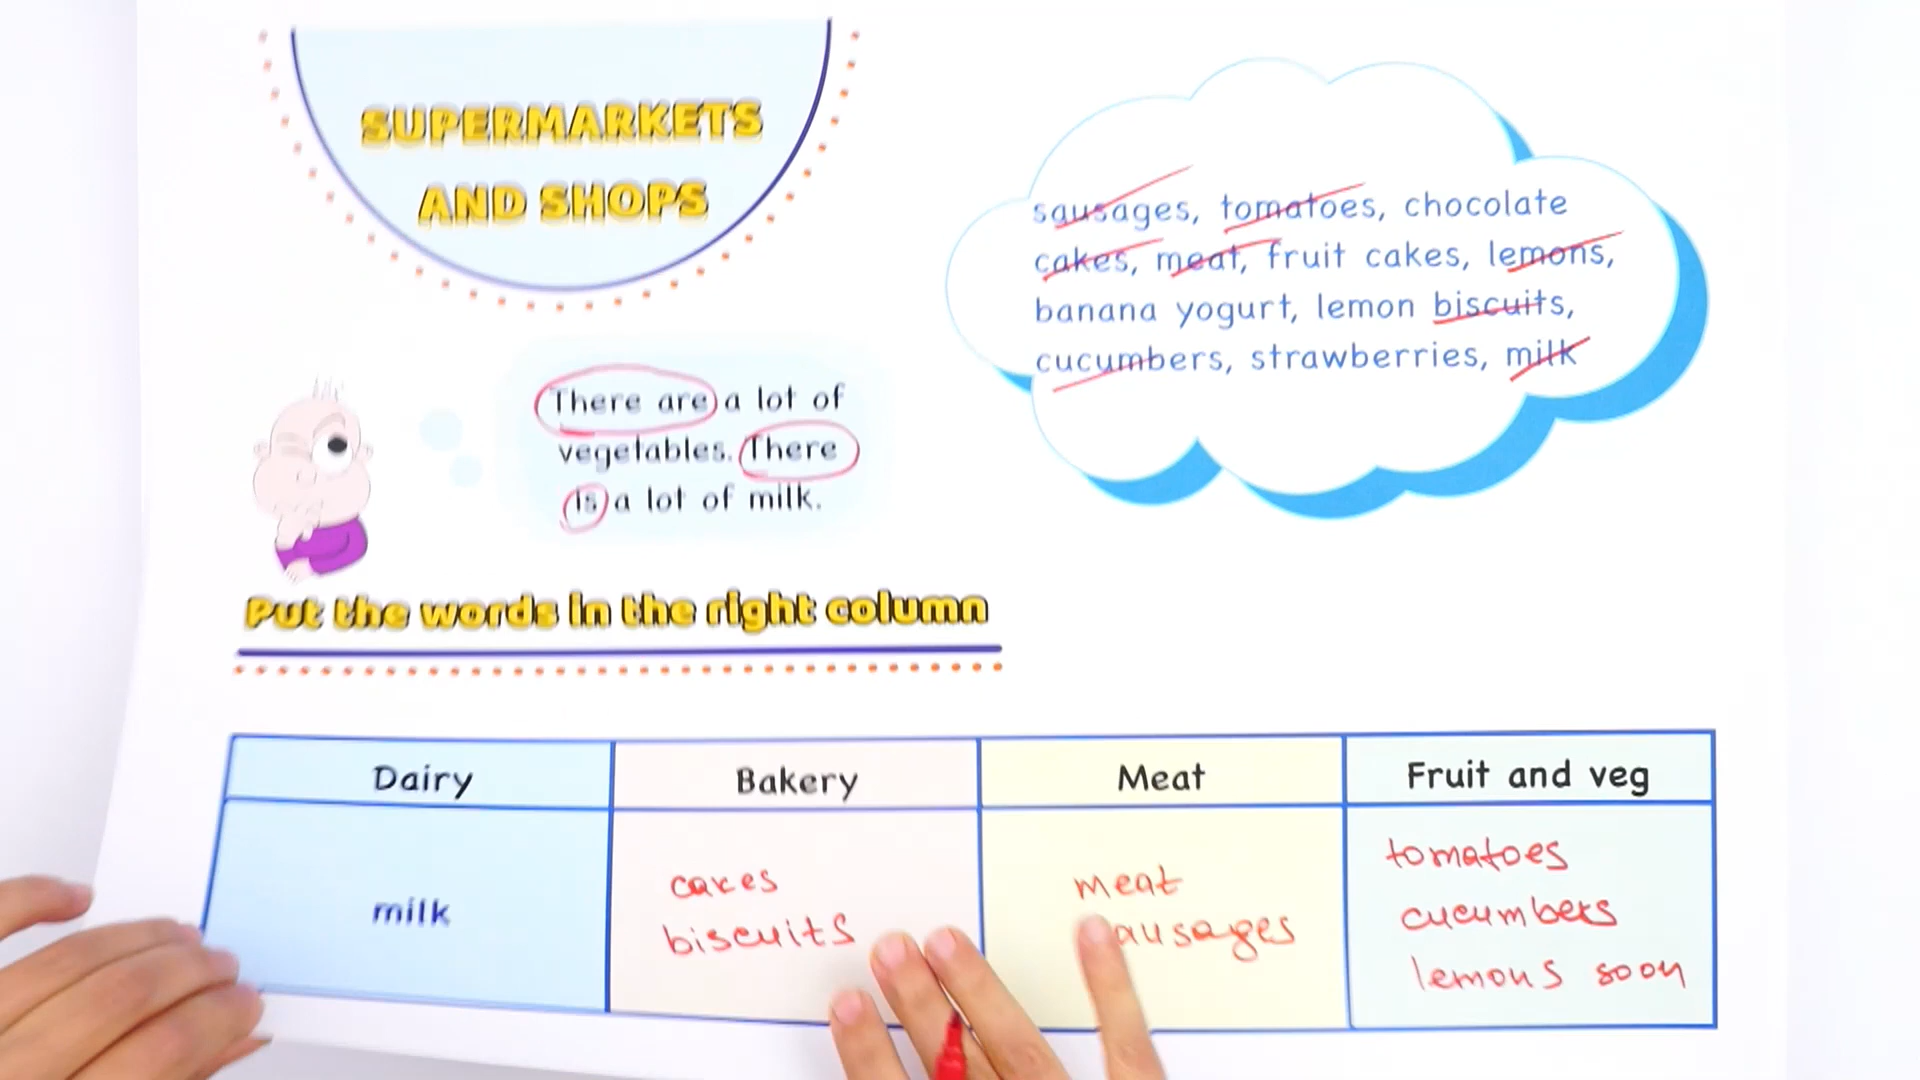 SUPERMARKETS
AND SHOPS
sausages, tomatoes, chocolate
cakes, meat, fruit cakes, lemons,
banana yogurt, lemon biscuits,
cucumbers, strawberries, milk
There are a lot of
vegetables. There
is a lot of milk.
Put the words in the right column
Dairy Bakery Meat Fruit and veg
milk
cakes
biscuits
meat
ausages
tomatoes
cucumbers
lemons soon